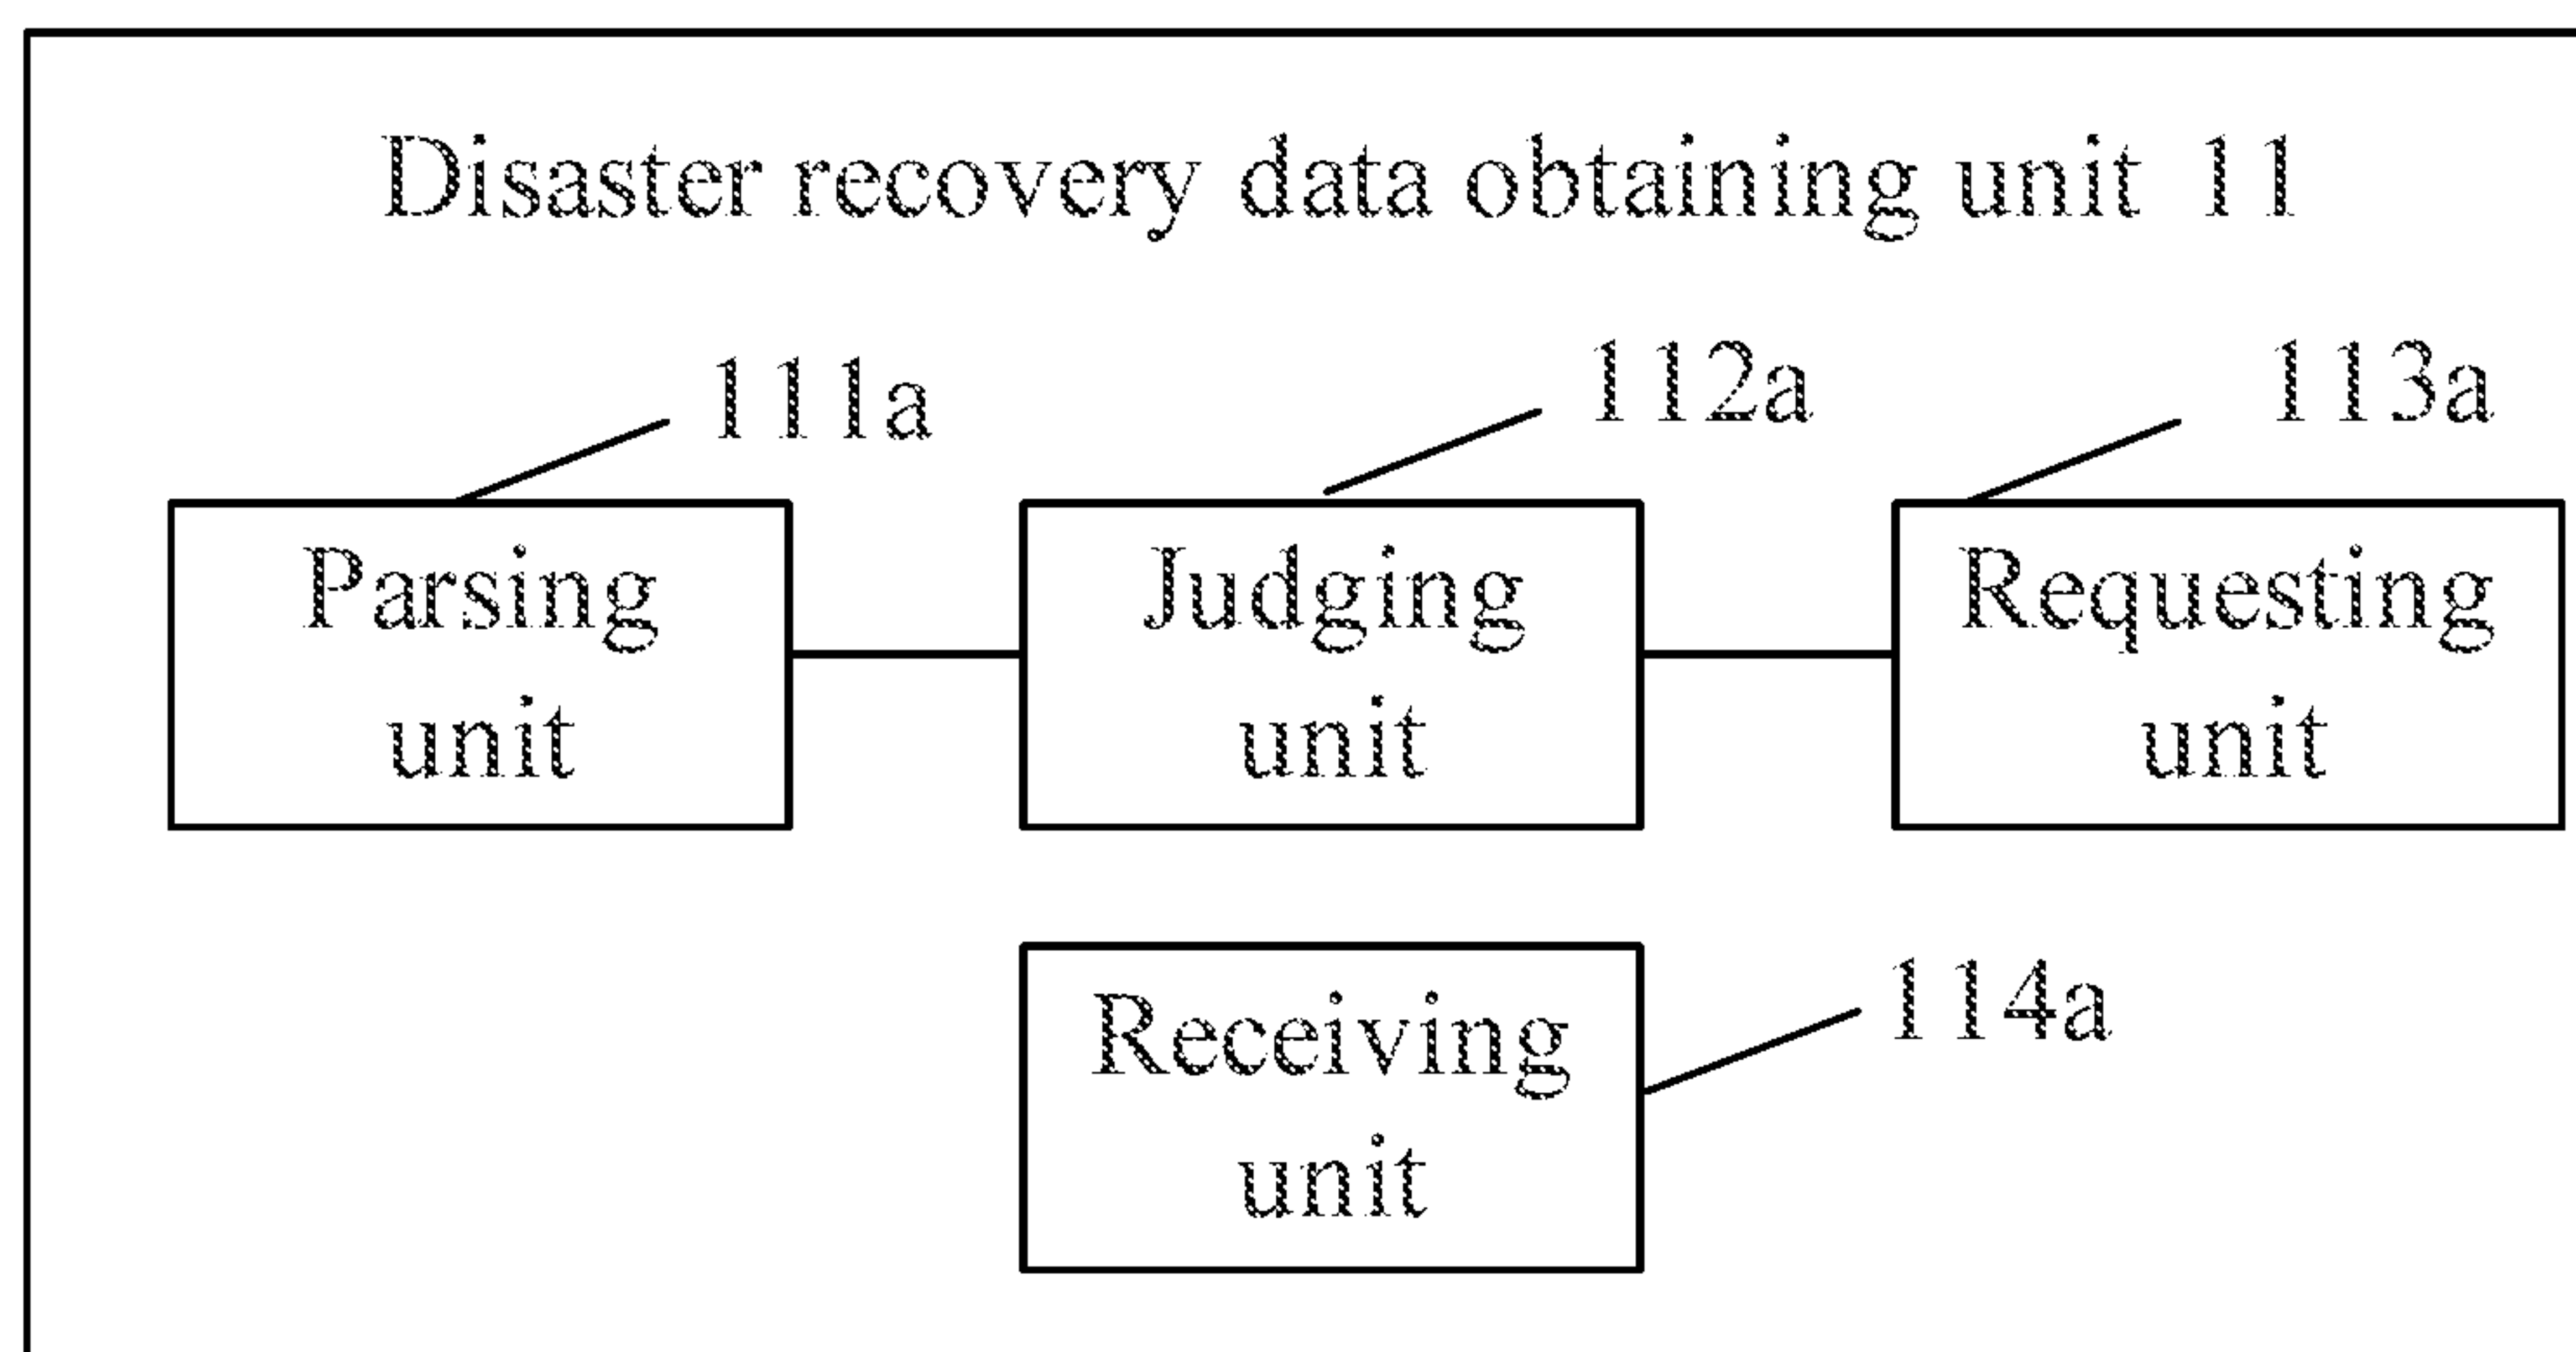 Disaster recovery data obtaining unit 11
111a
112a
113a
Parsing
unit
Judging
unit
Requesting
unit
Receiving
unit
114a